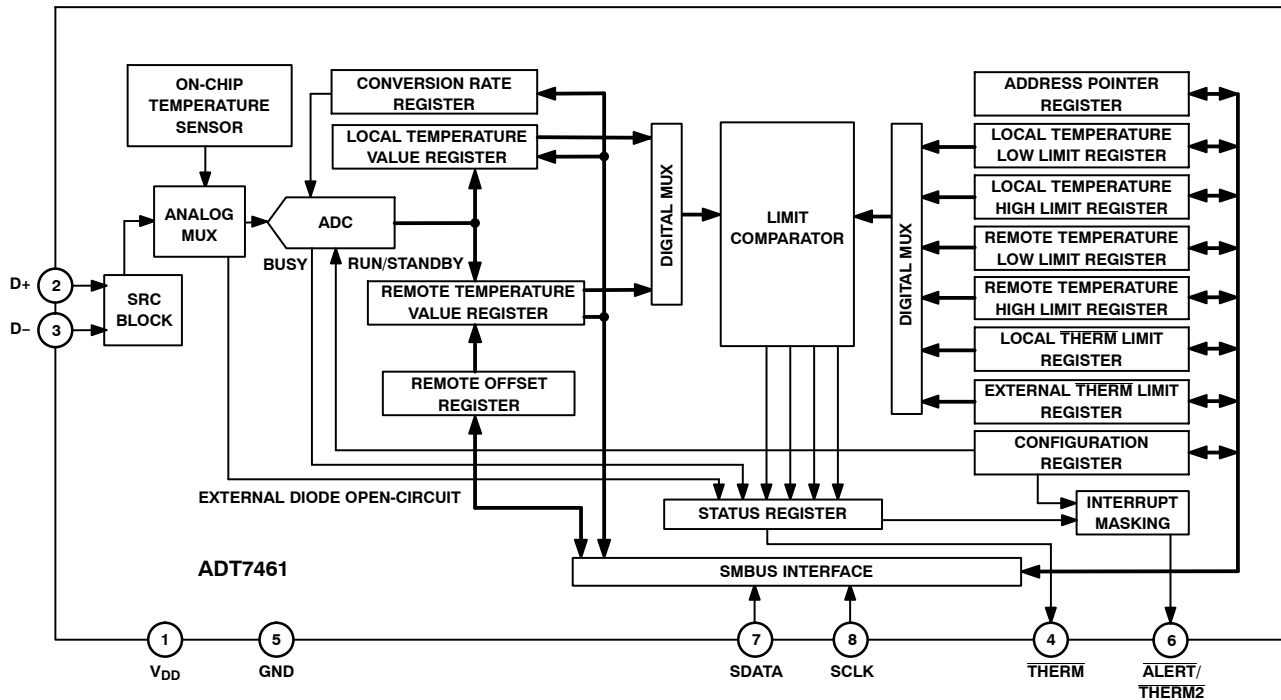 ON-CHIP
TEMPERATURE
SENSOR
CONVERSION RATE
REGISTER
LOCAL TEMPERATURE
VALUE REGISTER
ANALOG
MUX
ADC
BUSY
RUN/STANDBY
D+
2
D−
3
SRC
BLOCK
REMOTE TEMPERATURE
VALUE REGISTER
REMOTE OFFSET
REGISTER
DIGITAL MUX
LIMIT
COMPARATOR
DIGITAL MUX
ADDRESS POINTER
REGISTER
LOCAL TEMPERATURE
LOW LIMIT REGISTER
LOCAL TEMPERATURE
HIGH LIMIT REGISTER
REMOTE TEMPERATURE
LOW LIMIT REGISTER
REMOTE TEMPERATURE
HIGH LIMIT REGISTER
LOCAL THERM LIMIT
REGISTER
EXTERNAL THERM LIMIT
REGISTER
CONFIGURATION
REGISTER
EXTERNAL DIODE OPEN-CIRCUIT
STATUS REGISTER
INTERRUPT
MASKING
ADT7461
SMBUS INTERFACE
1
5
7
8
4
6
VDD
GND
SDATA
SCLK
THERM
ALERT/
THERM2